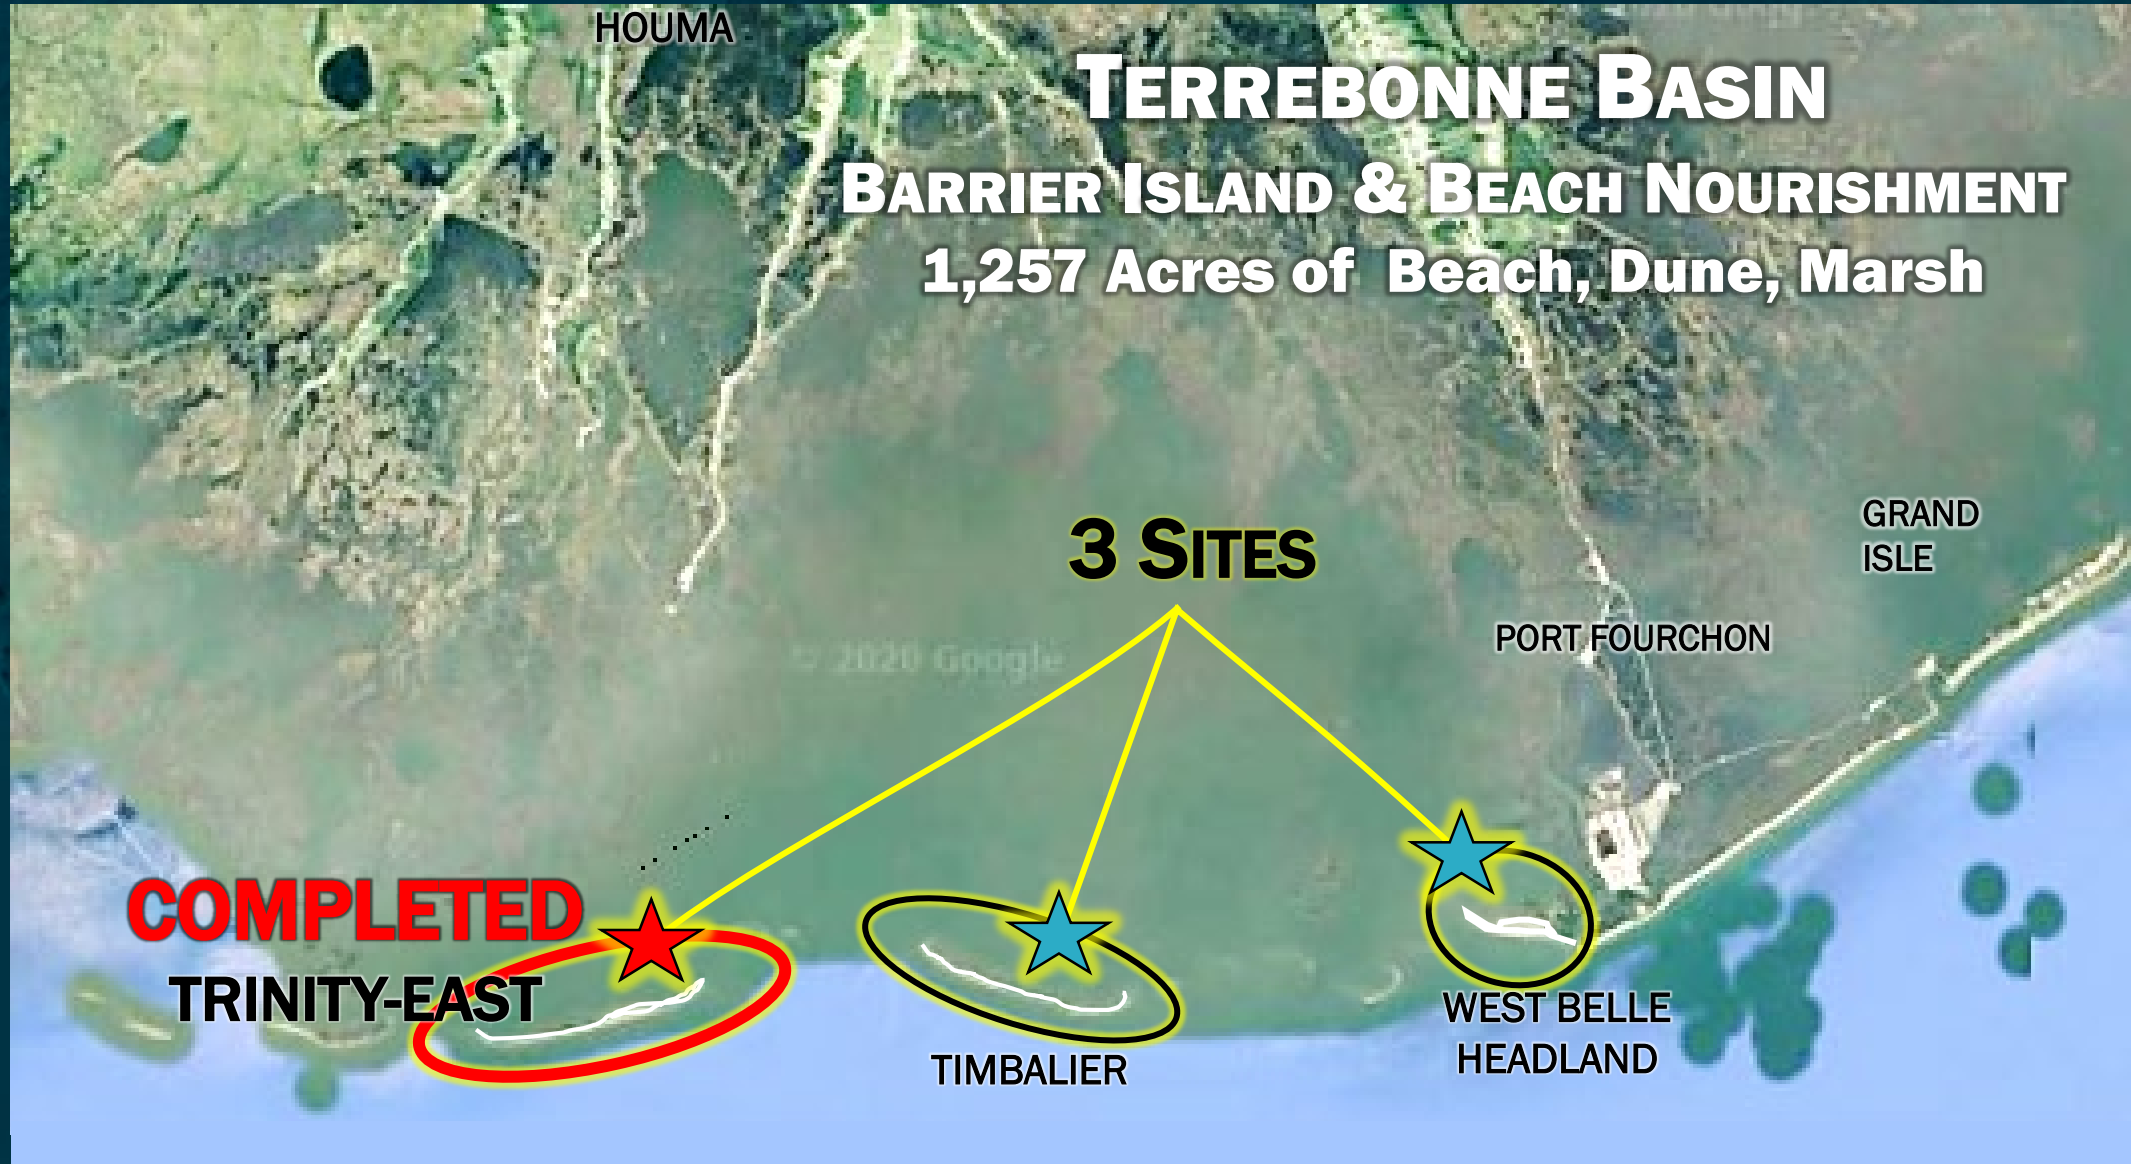 HOUMA
TERREBONNE BASIN
BARRIER ISLAND & BEACH NOURISHMENT
1,257 Acres of Beach, Dune, Marsh
3 SITES
GRAND
ISLE
PORT FOURCHON
© 2020 Google
COMPLETED
TRINITY-EAST
TIMBALIER
WEST BELLE
HEADLAND